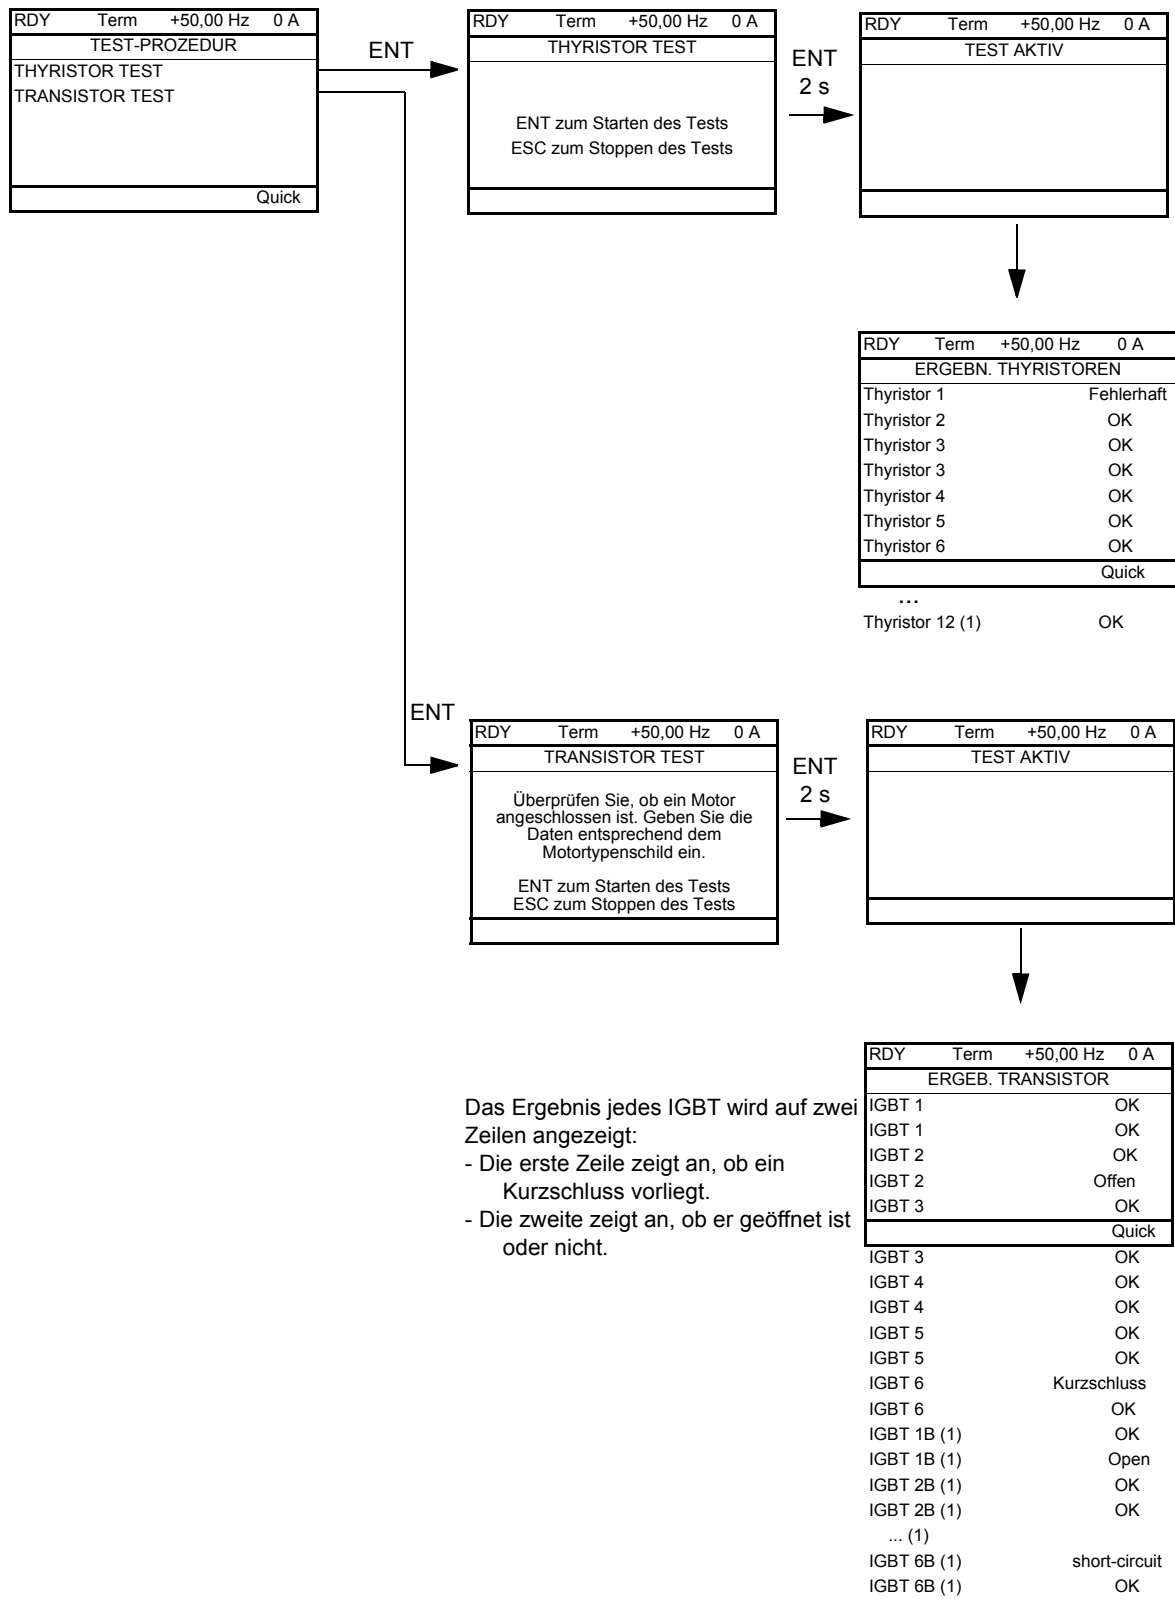 RDY Term +50,00 Hz 0 A
TEST-PROZEDUR
THYRISTOR TEST
TRANSISTOR TEST
Quick
ENT
RDY Term +50,00 Hz 0 A
THYRISTOR TEST
ENT zum Starten des Tests
ESC zum Stoppen des Tests
ENT
2 s
RDY Term +50,00 Hz 0 A
TEST AKTIV
RDY Term +50,00 Hz 0 A
ERGEBN. THYRISTOREN
Thyristor 1 Fehlerhaft
Thyristor 2 OK
Thyristor 3 OK
Thyristor 3 OK
Thyristor 4 OK
Thyristor 5 OK
Thyristor 6 OK
Quick
...
Thyristor 12 (1) OK
ENT
RDY Term +50,00 Hz 0 A
TRANSISTOR TEST
Überprüfen Sie, ob ein Motor
angeschlossen ist. Geben Sie die
Daten entsprechend dem
Motortypenschild ein.
ENT zum Starten des Tests
ESC zum Stoppen des Tests
ENT
2 s
RDY Term +50,00 Hz 0 A
TEST AKTIV
Das Ergebnis jedes IGBT wird auf zwei
Zeilen angezeigt:
- Die erste Zeile zeigt an, ob ein
Kurzschluss vorliegt.
- Die zweite zeigt an, ob er geöffnet ist
oder nicht.
RDY Term +50,00 Hz 0 A
ERGEB. TRANSISTOR
IGBT 1 OK
IGBT 1 OK
IGBT 2 OK
IGBT 2 Offen
IGBT 3 OK
Quick
IGBT 3 OK
IGBT 4 OK
IGBT 4 OK
IGBT 5 OK
IGBT 5 OK
IGBT 6 Kurzschluss
IGBT 6 OK
IGBT 1B (1) OK
IGBT 1B (1) Open
IGBT 2B (1) OK
IGBT 2B (1) OK
... (1)
IGBT 6B (1) short-circuit
IGBT 6B (1) OK